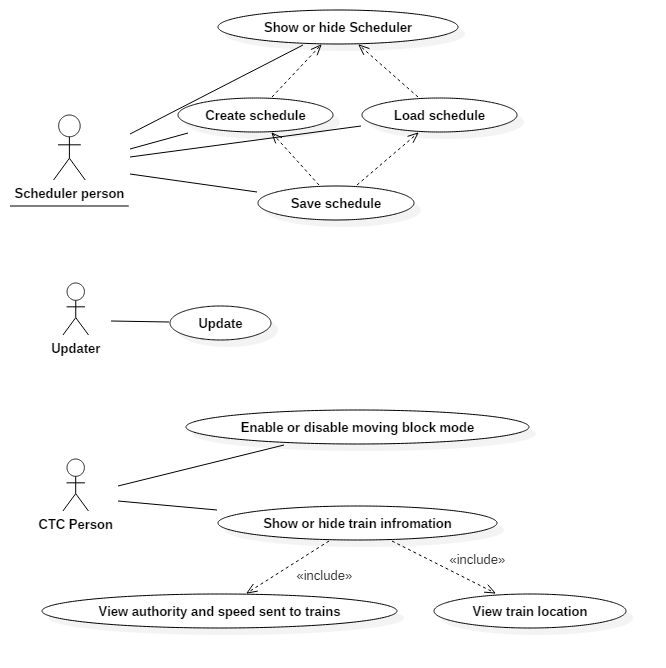 Show or hide Scheduler
Create schedule
Load schedule
Scheduler person
Save schedule
Update
Updater
Enable or disable moving block mode
CTC Person
Show or hide train infromation
«include»
«include»
View authority and speed sent to trains
View train location